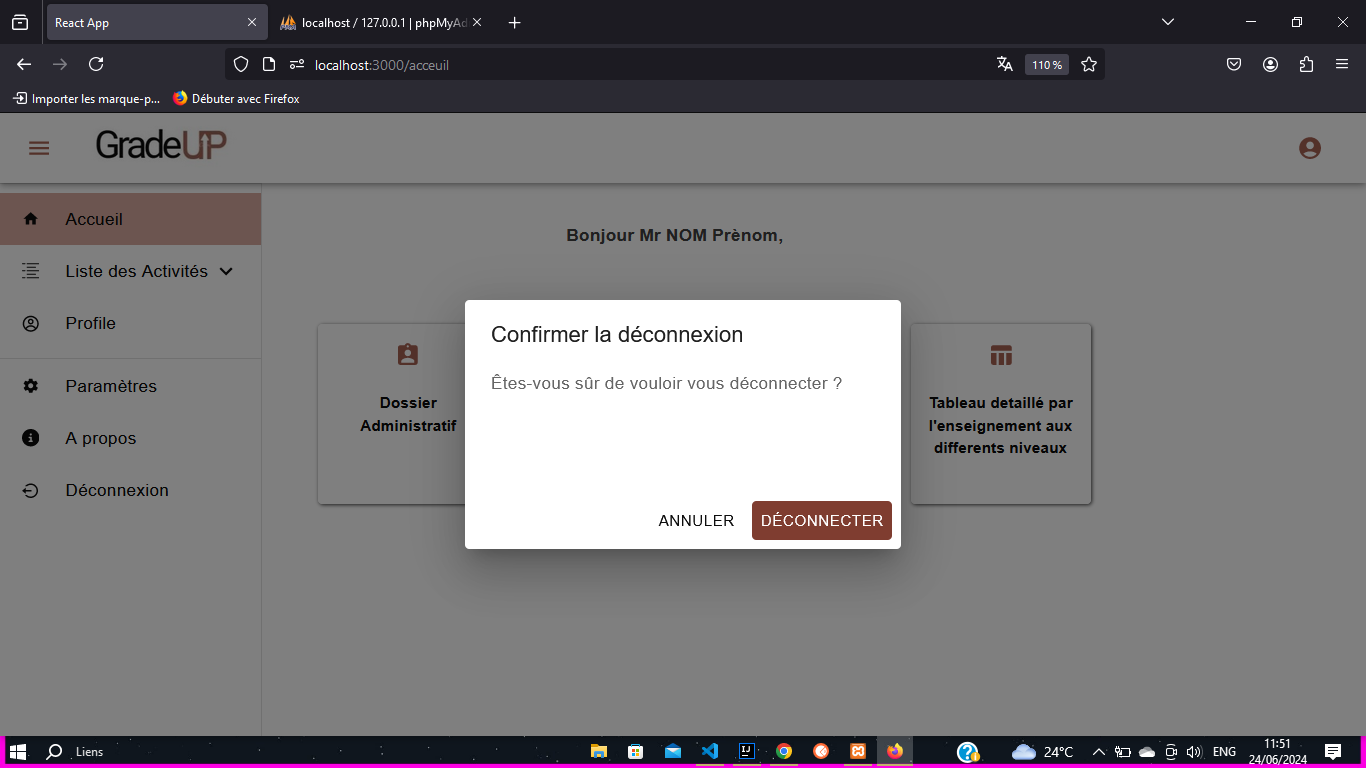 React App
localhost / 127.0.0.1 | phpMyAd
localhost:3000/acceuil
110 %
Importer les marque-p...
Débuter avec Firefox
GradeUP
Accueil
Liste des Activités
Profile
Paramètres
A propos
Déconnexion
Bonjour Mr NOM Prènom,
Dossier
Administratif
Tableau detaillé par
l'enseignement aux
differents niveaux
Confirmer la déconnexion
Êtes-vous sûr de vouloir vous déconnecter ?
ANNULER
DÉCONNECTER
Liens
24°C
ENG
11:51
24/06/2024